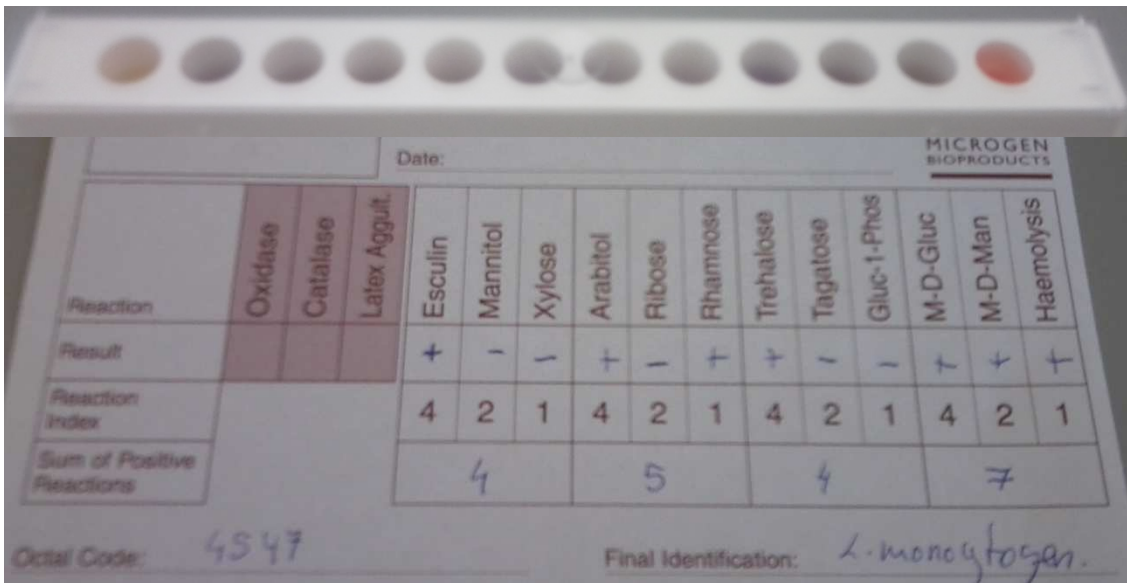 MICROGEN
BIOPRODUCTS
Date:
Reaction Oxidase Catalase Latex Agglut. Esculin Mannitol Xylose Arabitol Ribose Rhamnose Trehalose Tagatose Gluc-1-Phos M-D-Gluc M-D-Man Haemolysis
Result + - - + - + + - - + + +
Reaction Index 4 2 1 4 2 1 4 2 1 4 2 1
Sum of Positive Reactions 4 5 4 7
Octal Code: 4547 Final Identification: L. monocytogen.